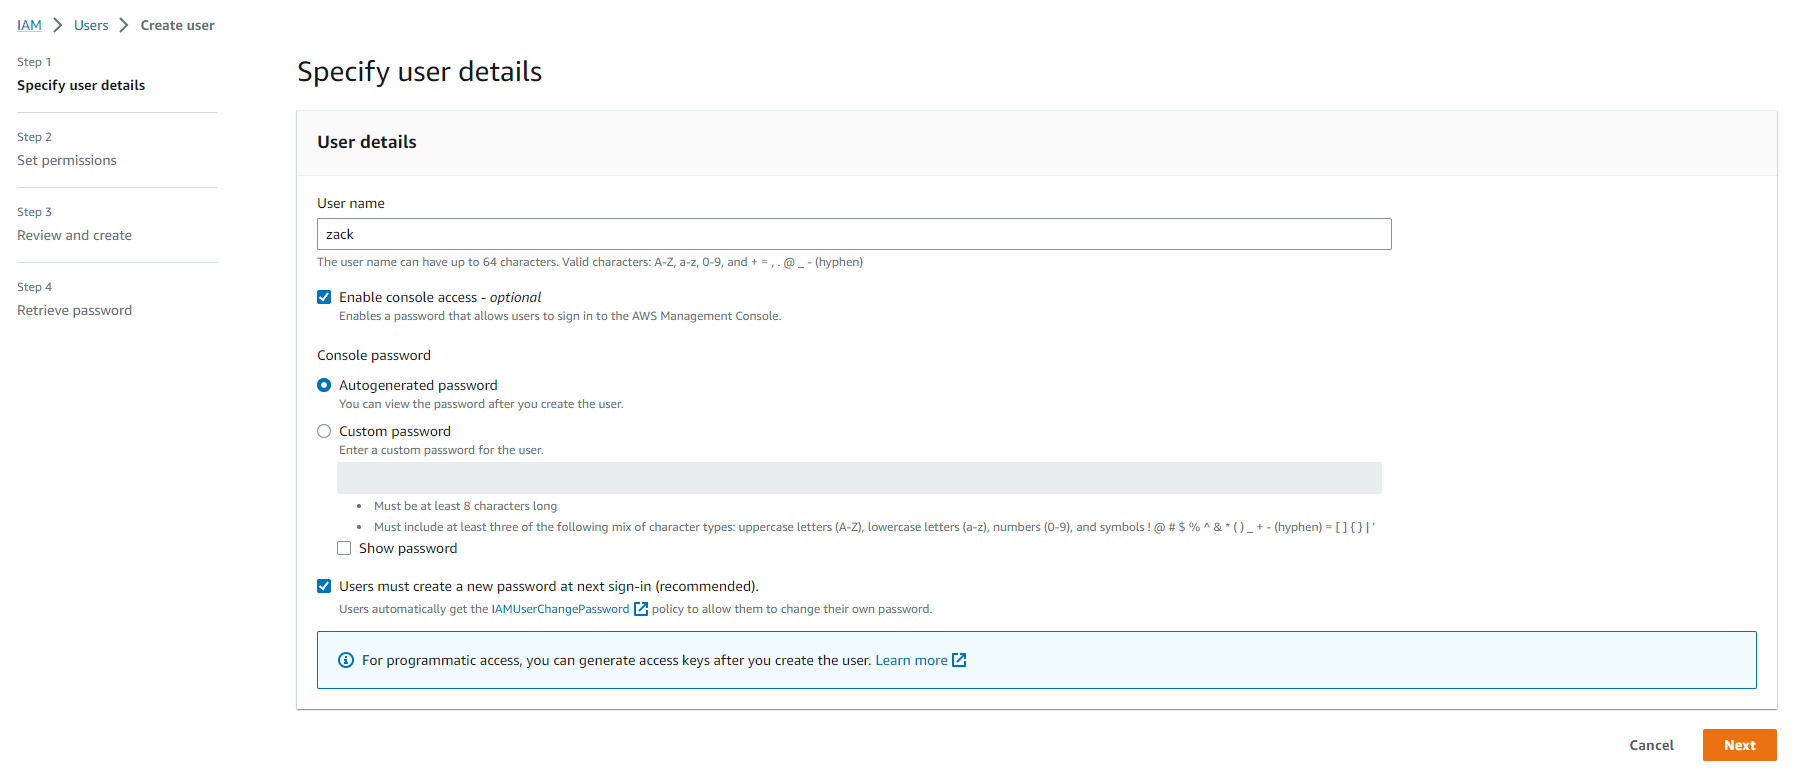 IAM > Users > Create user
Step 1
Specify user details
Step 2
Set permissions
Step 3
Review and create
Step 4
Retrieve password
Specify user details
User details
User name
zack
The user name can have up to 64 characters. Valid characters: A-Z, a-z, 0-9, and + = , . @ _ - (hyphen)
Enable console access - optional
Enables a password that allows users to sign in to the AWS Management Console.
Console password
Autogenerated password
You can view the password after you create the user.
Custom password
Enter a custom password for the user.
• Must be at least 8 characters long
• Must include at least three of the following mix of character types: uppercase letters (A-Z), lowercase letters (a-z), numbers (0-9), and symbols ! @ # $ % ^ & * ( ) _ + - (hyphen) = [ ] { } | '
Show password
Users must create a new password at next sign-in (recommended).
Users automatically get the IAMUserChangePassword policy to allow them to change their own password.
For programmatic access, you can generate access keys after you create the user. Learn more
Cancel
Next